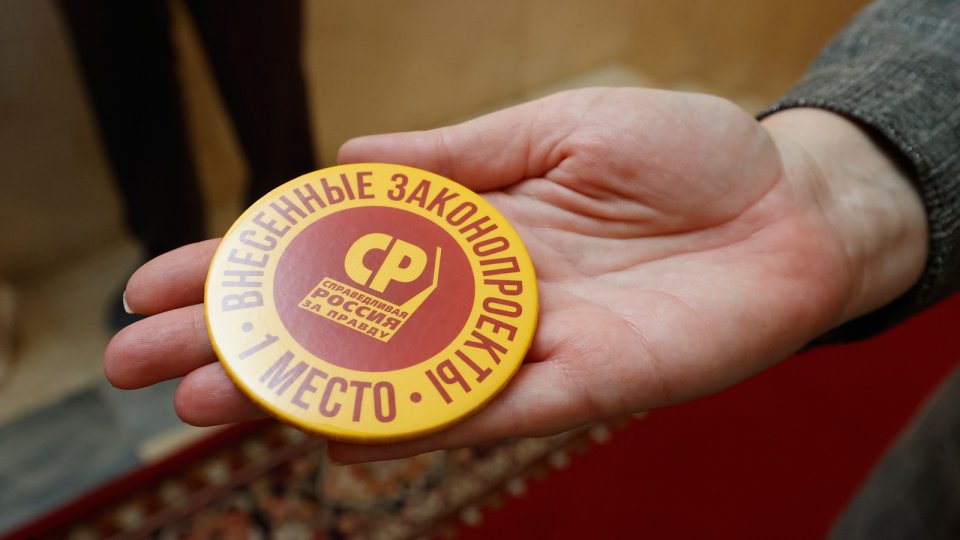 ВНЕСЕННЫЕ ЗАКОНОПРОЕКТЫ
• 1 МЕСТО •
СР
СПРАВЕДЛИВАЯ
РОССИЯ
ЗА ПРАВДУ